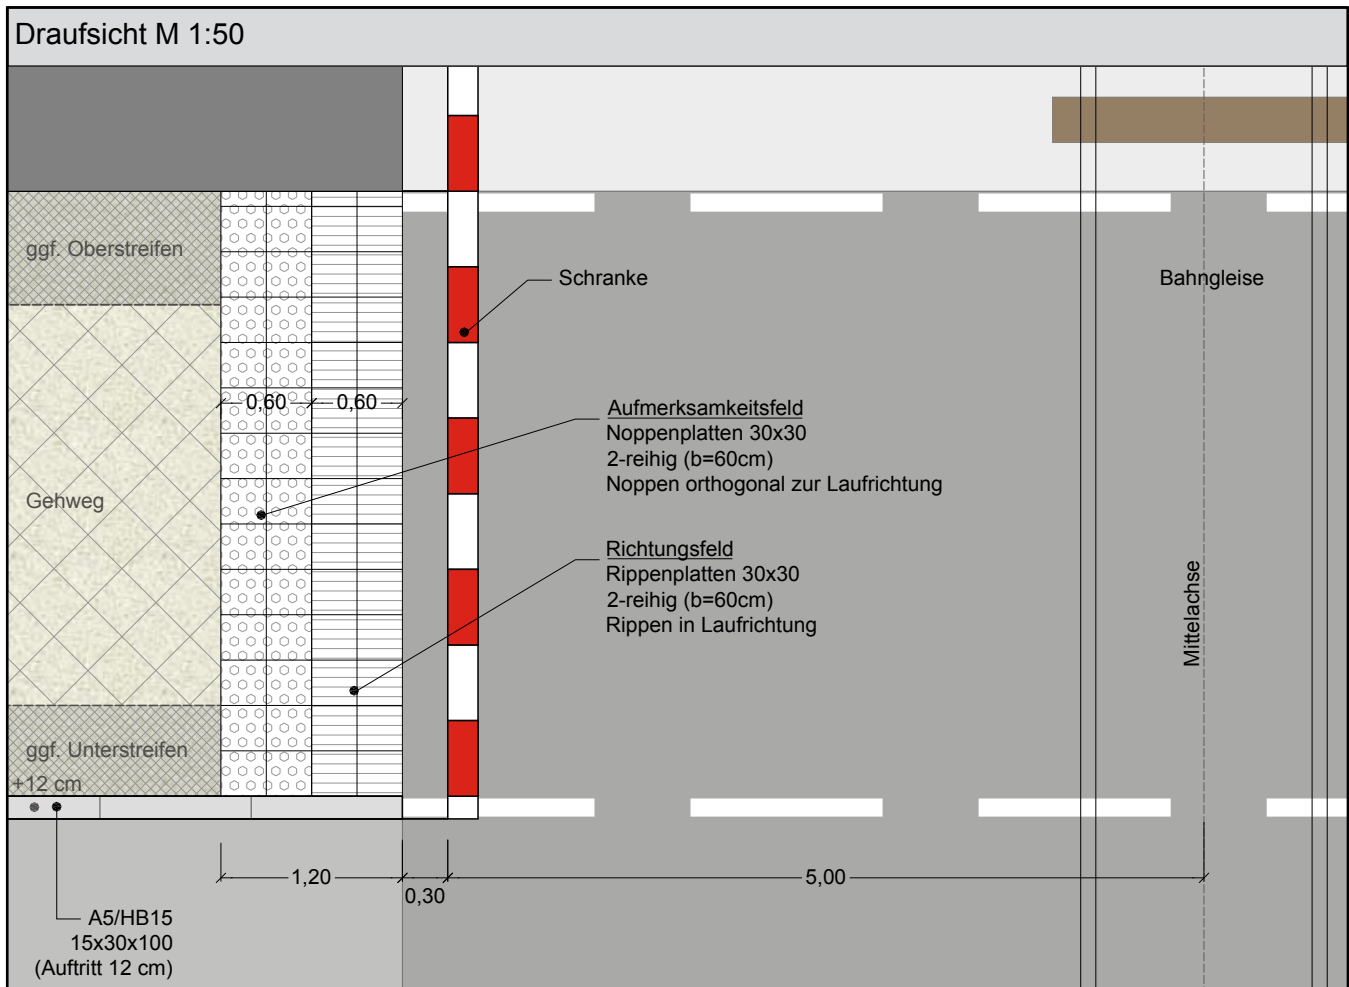 Draufsicht M 1:50
ggf. Oberstreifen
Schranke
Bahngleise
0,60
0,60
Aufmerksamkeitsfeld
Noppenplatten 30x30
2-reihig (b=60cm)
Noppen orthogonal zur Laufrichtung
Gehweg
Richtungsfeld
Rippenplatten 30x30
2-reihig (b=60cm)
Rippen in Laufrichtung
Mittelachse
ggf. Unterstreifen
+12 cm
1,20
0,30
5,00
A5/HB15
15x30x100
(Auftritt 12 cm)